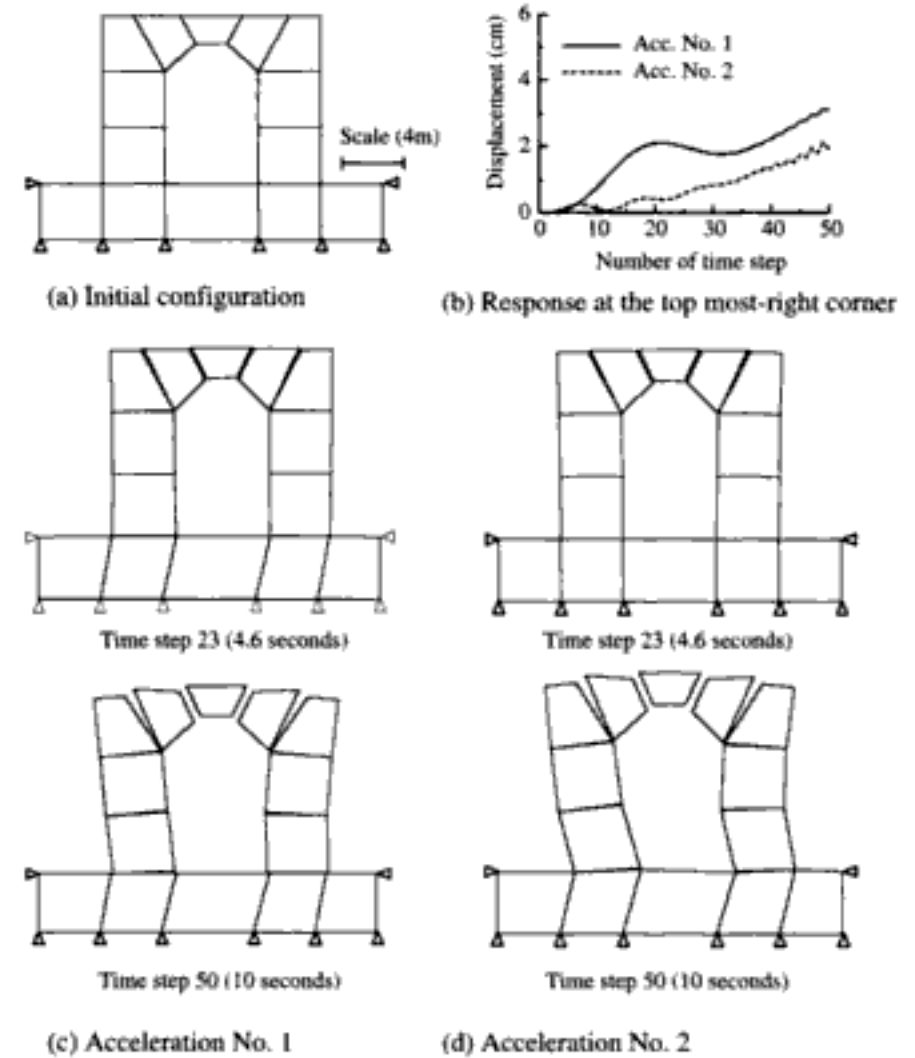 Scale (4m)
(a) Initial configuration
Displacement (cm)
6
4
2
0
Acc. No. 1
Acc. No. 2
0 10 20 30 40 50
Number of time step
(b) Response at the top most-right corner
Time step 23 (4.6 seconds)
Time step 23 (4.6 seconds)
Time step 50 (10 seconds)
Time step 50 (10 seconds)
(c) Acceleration No. 1
(d) Acceleration No. 2